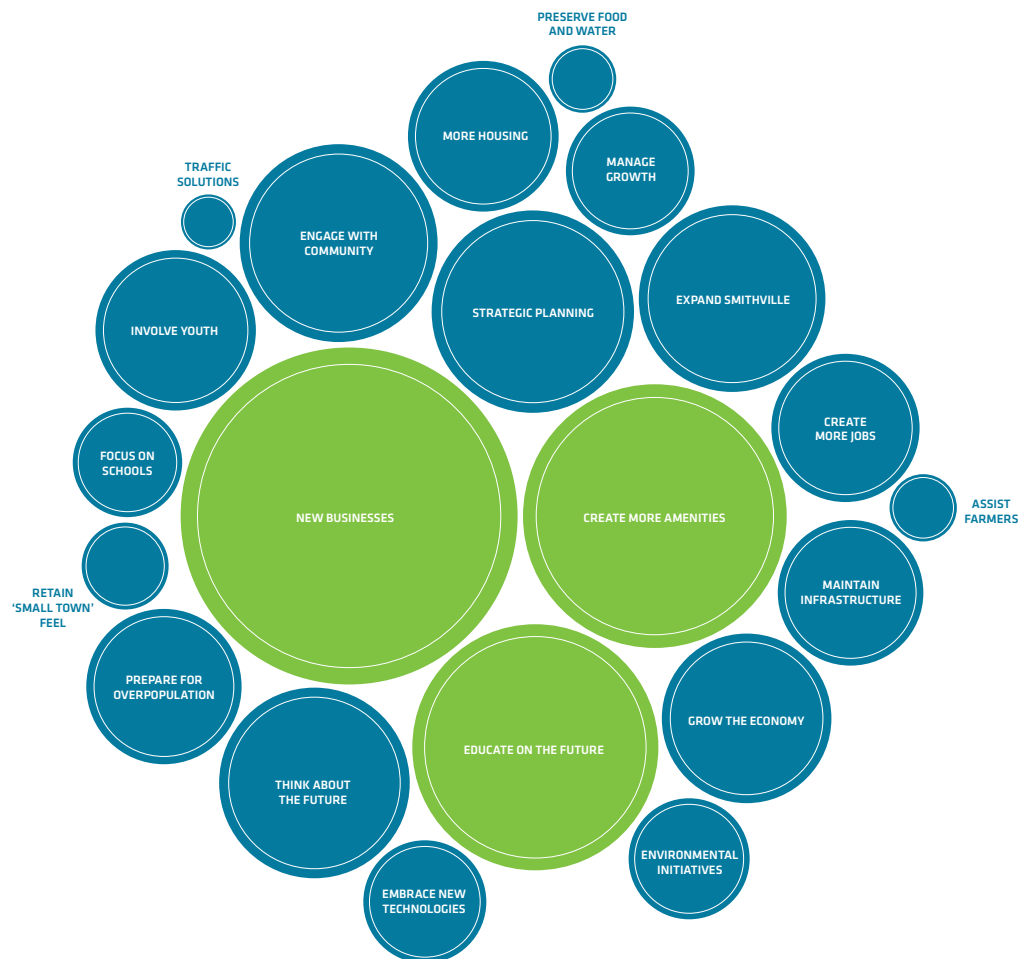 PRESERVE FOOD
AND WATER
MORE HOUSING
MANAGE
GROWTH
TRAFFIC
SOLUTIONS
ENGAGE WITH
COMMUNITY
STRATEGIC PLANNING
EXPAND SMITHVILLE
INVOLVE YOUTH
CREATE
MORE JOBS
FOCUS ON
SCHOOLS
NEW BUSINESSES
CREATE MORE AMENITIES
ASSIST
FARMERS
RETAIN
‘SMALL TOWN’
FEEL
MAINTAIN
INFRASTRUCTURE
PREPARE FOR
OVERPOPULATION
GROW THE ECONOMY
EDUCATE ON THE FUTURE
THINK ABOUT
THE FUTURE
ENVIRONMENTAL
INITIATIVES
EMBRACE NEW
TECHNOLOGIES